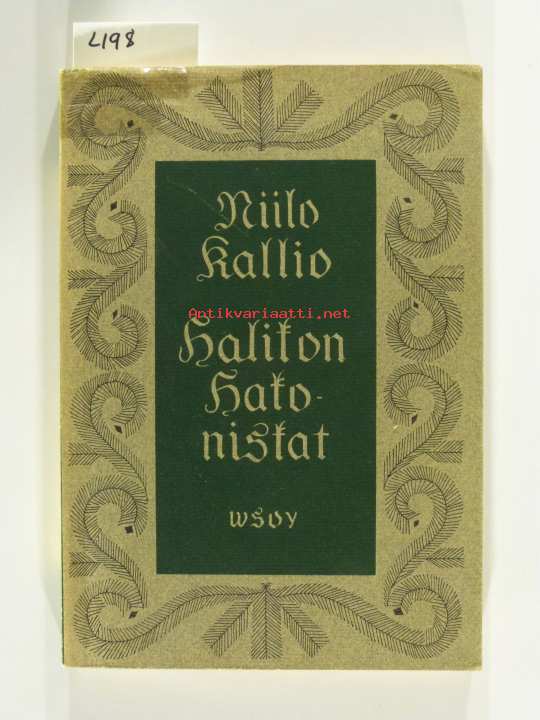 L198
Niilo
Kallio
Antikvariaatti.net
Halikon
Hako-
niskat
WSOY